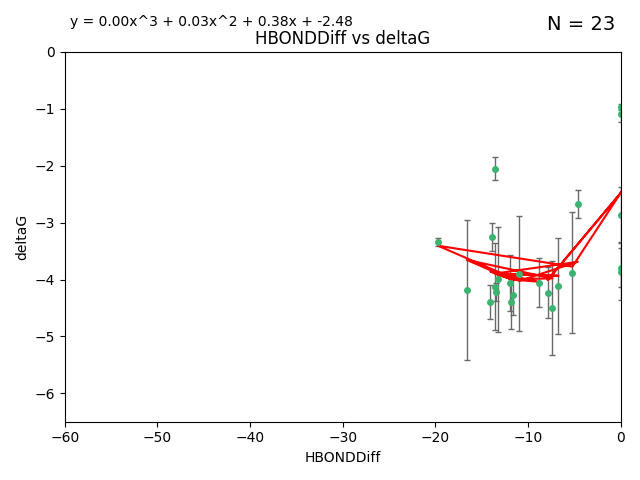 y = 0.00x^3 + 0.03x^2 + 0.38x + -2.48
N = 23
HBONDDiff vs deltaG
0
−1
−2
−3
−4
−5
−6
deltaG
−60
−50
−40
−30
−20
−10
0
HBONDDiff